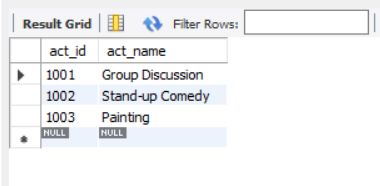 Result Grid Filter Rows:
act_id act_name
1001 Group Discussion
1002 Stand-up Comedy
1003 Painting
NULL NULL